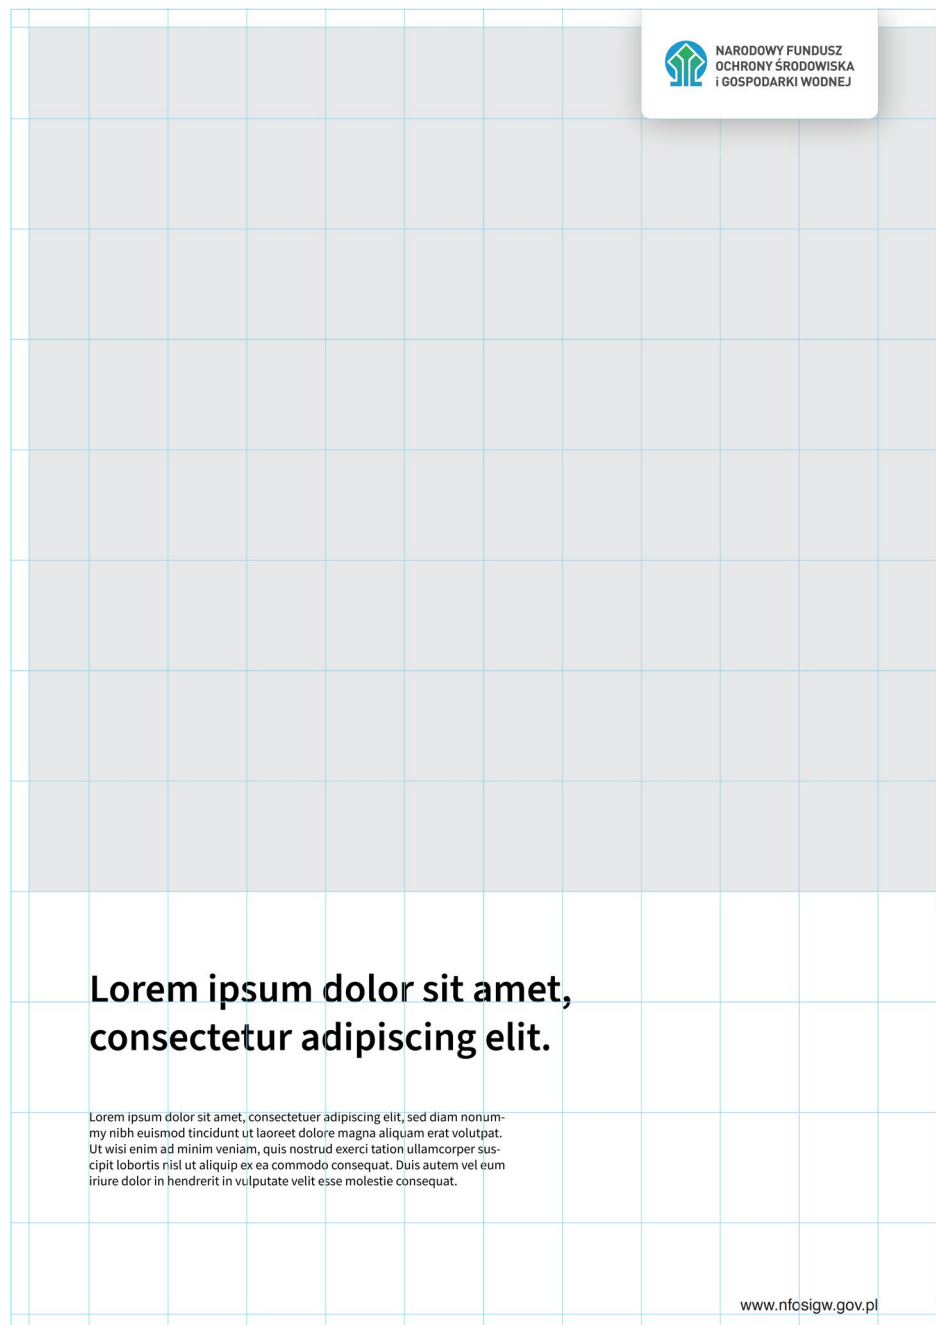 NARODOWY FUNDUSZ
OCHRONY ŚRODOWISKA
i GOSPODARKI WODNEJ
Lorem ipsum dolor sit amet,
consectetur adipiscing elit.
Lorem ipsum dolor sit amet, consectetuer adipiscing elit, sed diam nonum-
my nibh euismod tincidunt ut laoreet dolore magna aliquam erat volutpat.
Ut wisi enim ad minim veniam, quis nostrud exerci tation ullamcorper sus-
cipit lobortis nisl ut aliquip ex ea commodo consequat. Duis autem vel eum
iriure dolor in hendrerit in vulputate velit esse molestie consequat.
www.nfosigw.gov.pl